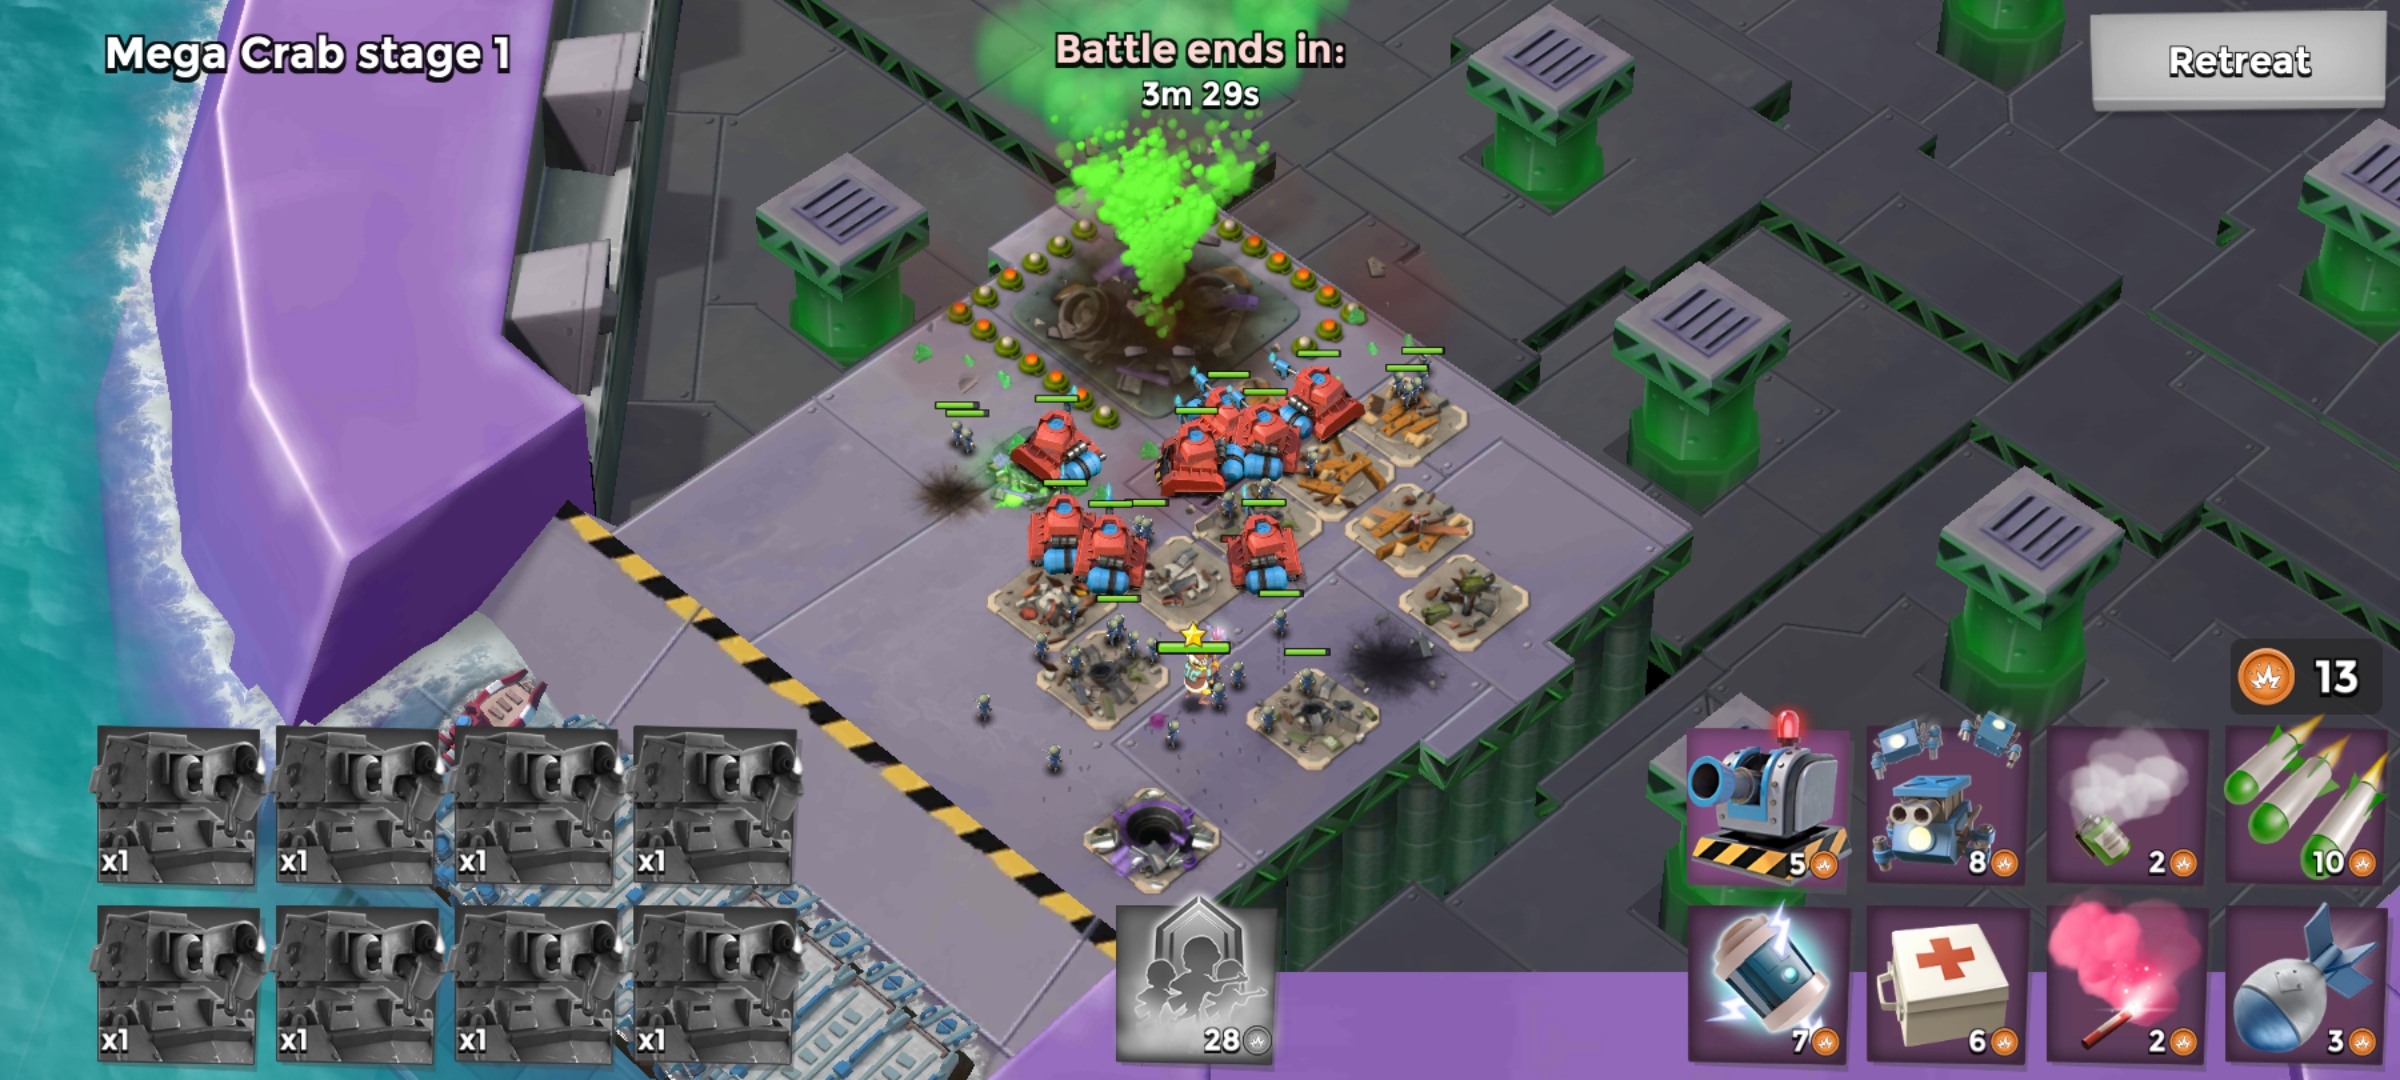 Mega Crab stage 1
Battle ends in:
3m 29s
Retreat
13
x1
x1
x1
x1
5
8
2
10
x1
x1
x1
x1
28
7
6
2
3